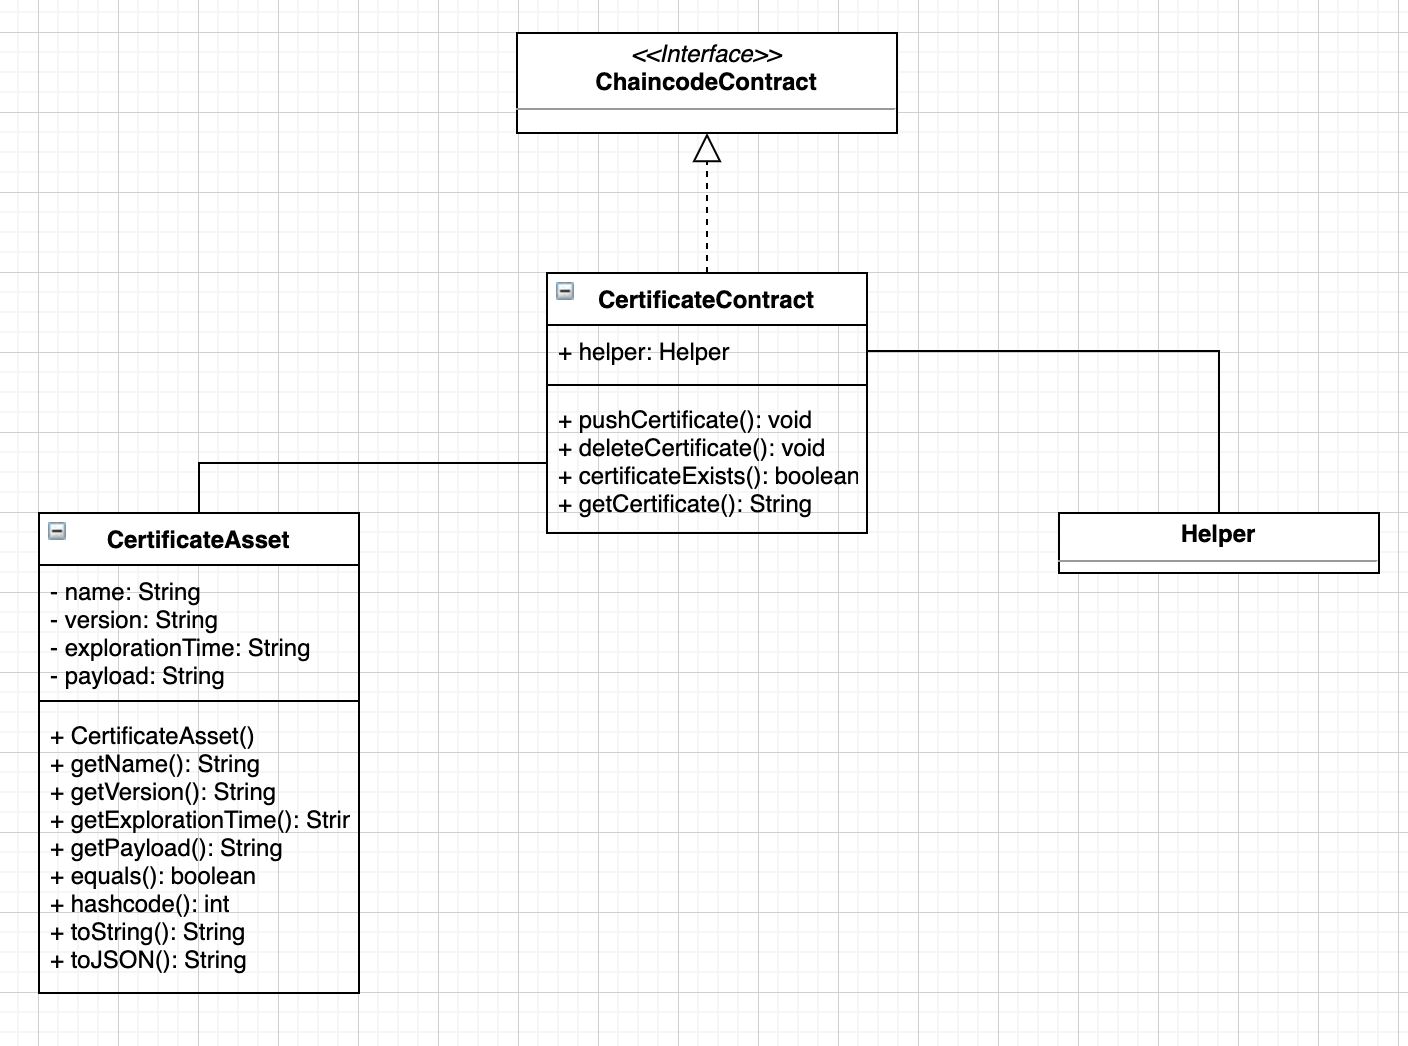 <<Interface>>
ChaincodeContract
CertificateContract
+ helper: Helper
+ pushCertificate(): void
+ deleteCertificate(): void
+ certificateExists(): boolean
+ getCertificate(): String
CertificateAsset
- name: String
- version: String
- explorationTime: String
- payload: String
+ CertificateAsset()
+ getName(): String
+ getVersion(): String
+ getExplorationTime(): Strir
+ getPayload(): String
+ equals(): boolean
+ hashcode(): int
+ toString(): String
+ toJSON(): String
Helper